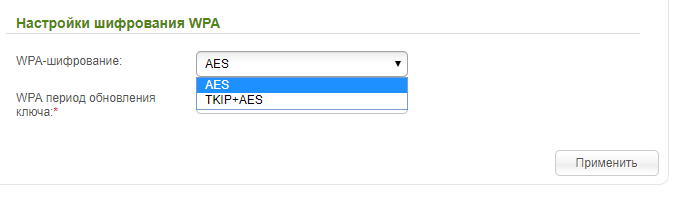 Настройки шифрования WPA
WPA-шифрование:
AES
AES
TKIP+AES
WPA период обновления
ключа:*
Применить